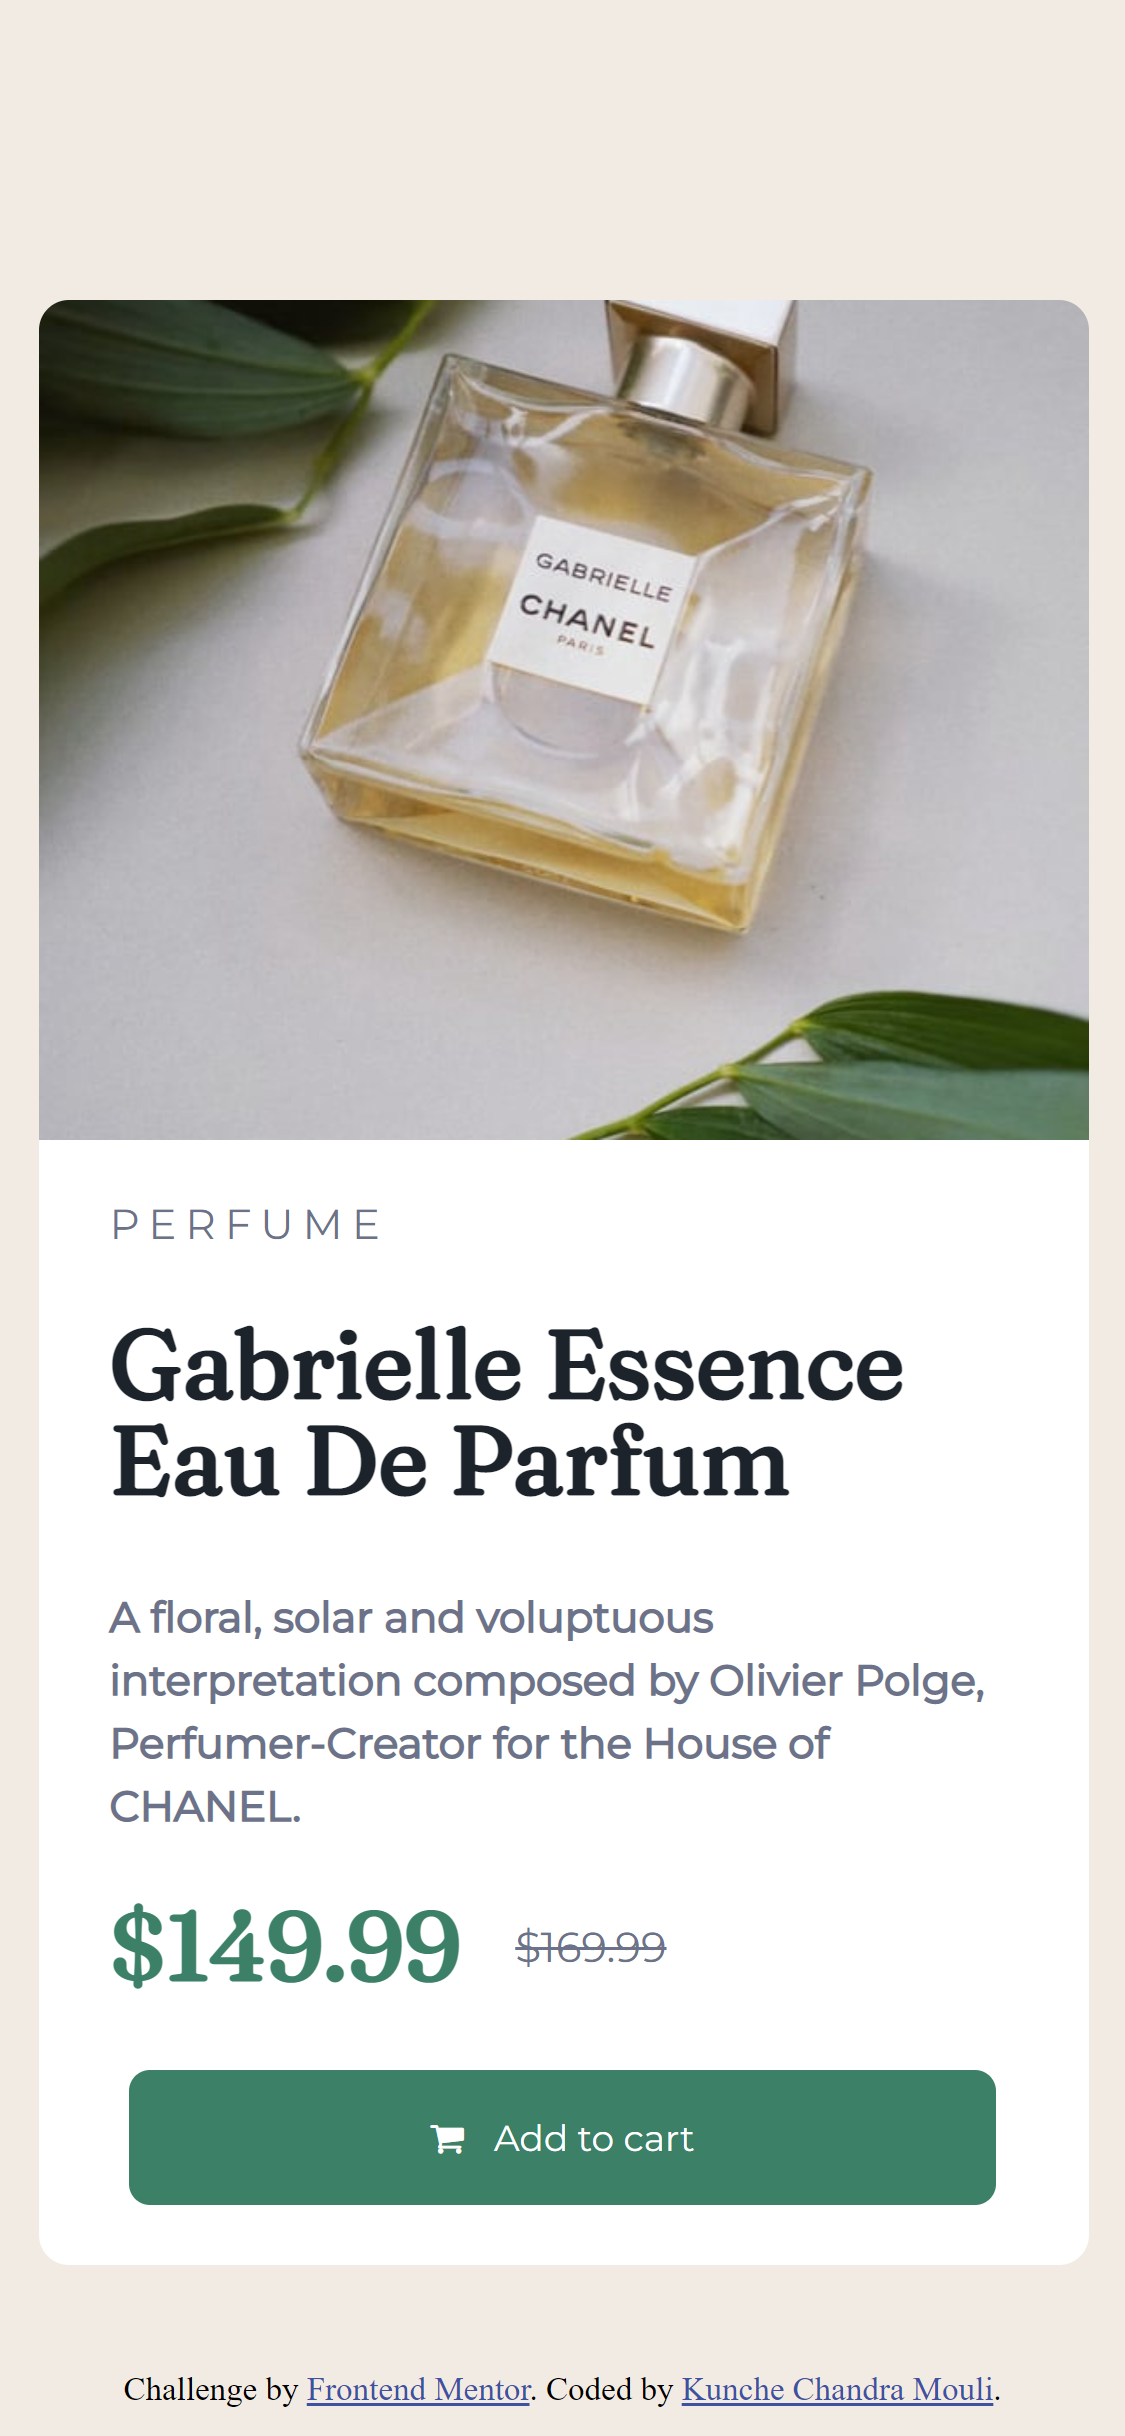 GABRIELLE
CHANEL
PARIS
PERFUME
Gabrielle Essence
Eau De Parfum
A floral, solar and voluptuous
interpretation composed by Olivier Polge,
Perfumer-Creator for the House of
CHANEL.
$149.99 $169.99
Add to cart
Challenge by Frontend Mentor. Coded by Kunche Chandra Mouli.